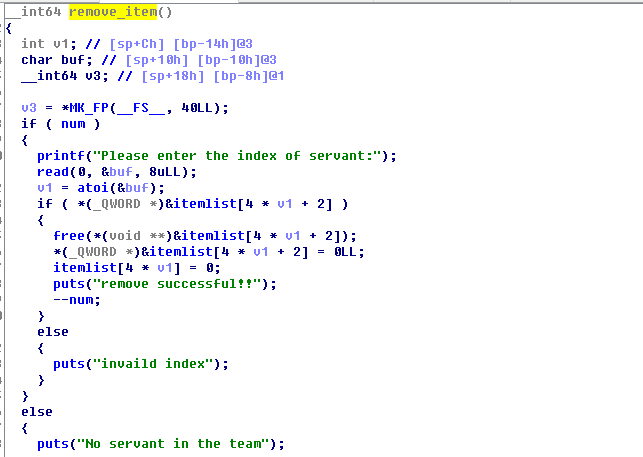 __int64 remove_item()
{
int v1; // [sp+Ch] [bp-14h]@3
char buf; // [sp+10h] [bp-10h]@3
__int64 v3; // [sp+18h] [bp-8h]@1
v3 = *MK_FP(__FS__, 40LL);
if ( num )
{
printf("Please enter the index of servant:");
read(0, &buf, 8uLL);
v1 = atoi(&buf);
if ( *(_QWORD *)&itemlist[4 * v1 + 2] )
{
free(*(void **)&itemlist[4 * v1 + 2]);
*(_QWORD *)&itemlist[4 * v1 + 2] = 0LL;
itemlist[4 * v1] = 0;
puts("remove successful!!");
--num;
}
else
{
puts("invaild index");
}
}
else
{
puts("No servant in the team");